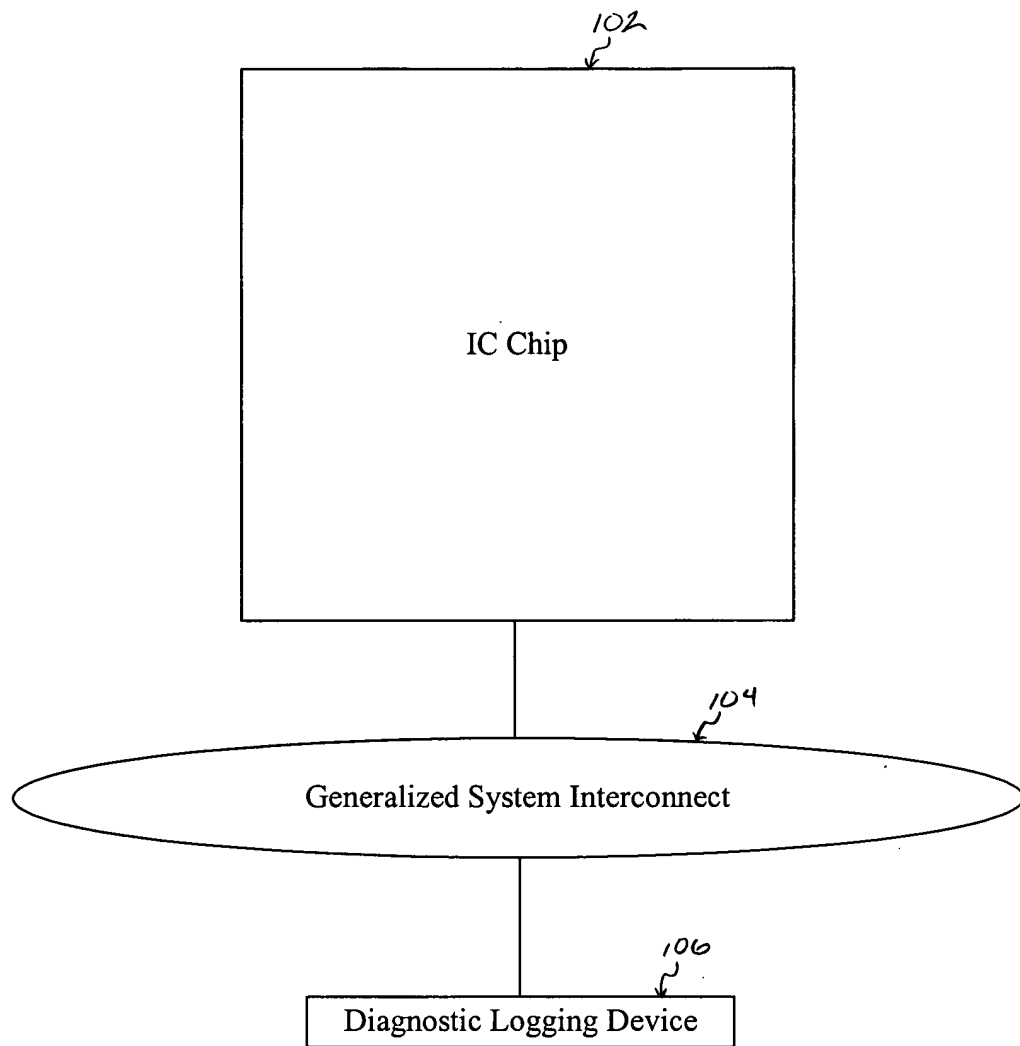 102
IC Chip
104
Generalized System Interconnect
106
Diagnostic Logging Device